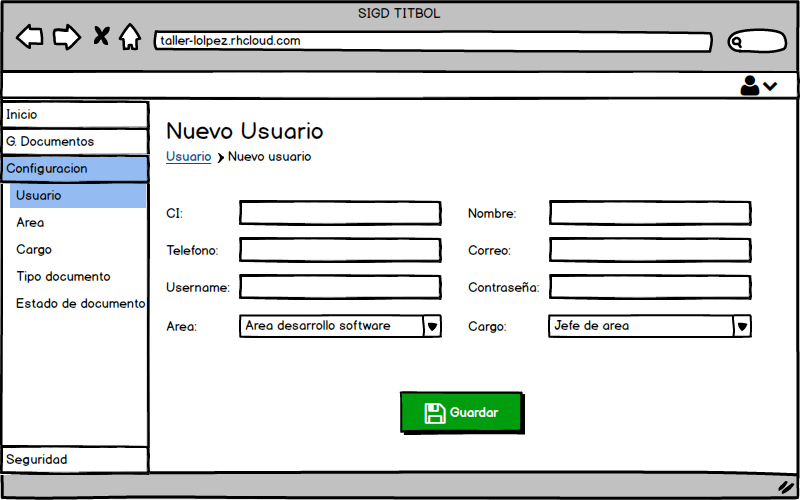 SIGD TITBOL
taller-lolpez.rhcloud.com
Inicio
G. Documentos
Configuracion
Usuario
Area
Cargo
Tipo documento
Estado de documento
Seguridad
Nuevo Usuario
Usuario Nuevo usuario
CI: Nombre:
Telefono: Correo:
Username: Contraseña:
Area: Area desarrollo software Cargo: Jefe de area
Guardar